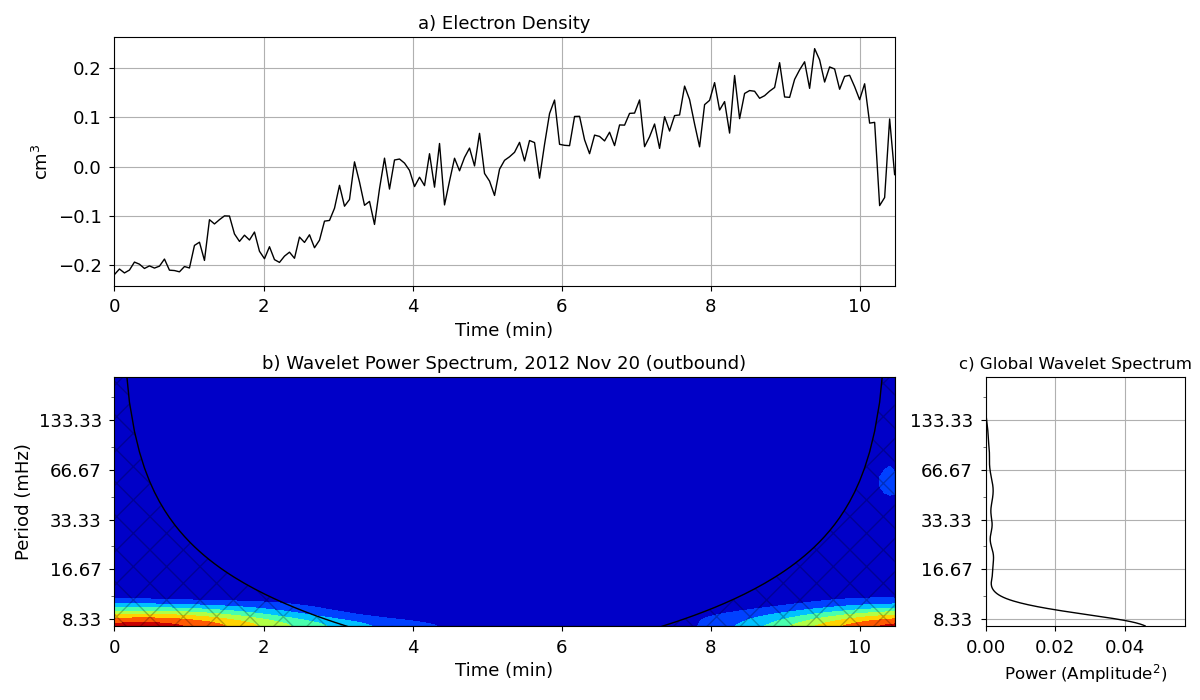 a) Electron Density
cm³
0.2
0.1
0.0
−0.1
−0.2
0 2 4 6 8 10
Time (min)
b) Wavelet Power Spectrum, 2012 Nov 20 (outbound)
Period (mHz)
133.33
66.67
33.33
16.67
8.33
0 2 4 6 8 10
Time (min)
c) Global Wavelet Spectrum
133.33
66.67
33.33
16.67
8.33
0.00 0.02 0.04
Power (Amplitude²)